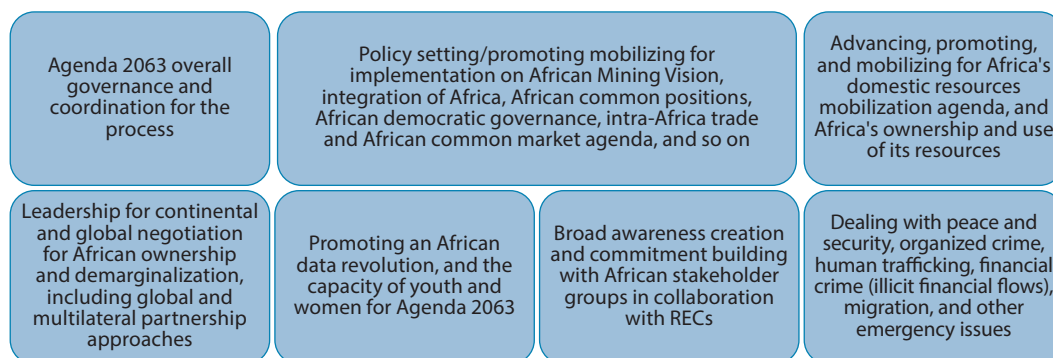 Agenda 2063 overall
governance and
coordination for the
process
Policy setting/promoting mobilizing for
implementation on African Mining Vision,
integration of Africa, African common positions,
African democratic governance, intra-Africa trade
and African common market agenda, and so on
Advancing, promoting,
and mobilizing for Africa's
domestic resources
mobilization agenda, and
Africa's ownership and use
of its resources
Leadership for continental
and global negotiation
for African ownership
and demarginalization,
including global and
multilateral partnership
approaches
Promoting an African
data revolution, and the
capacity of youth and
women for Agenda 2063
Broad awareness creation
and commitment building
with African stakeholder
groups in collaboration
with RECs
Dealing with peace and
security, organized crime,
human trafficking, financial
crime (illicit financial flows),
migration, and other
emergency issues